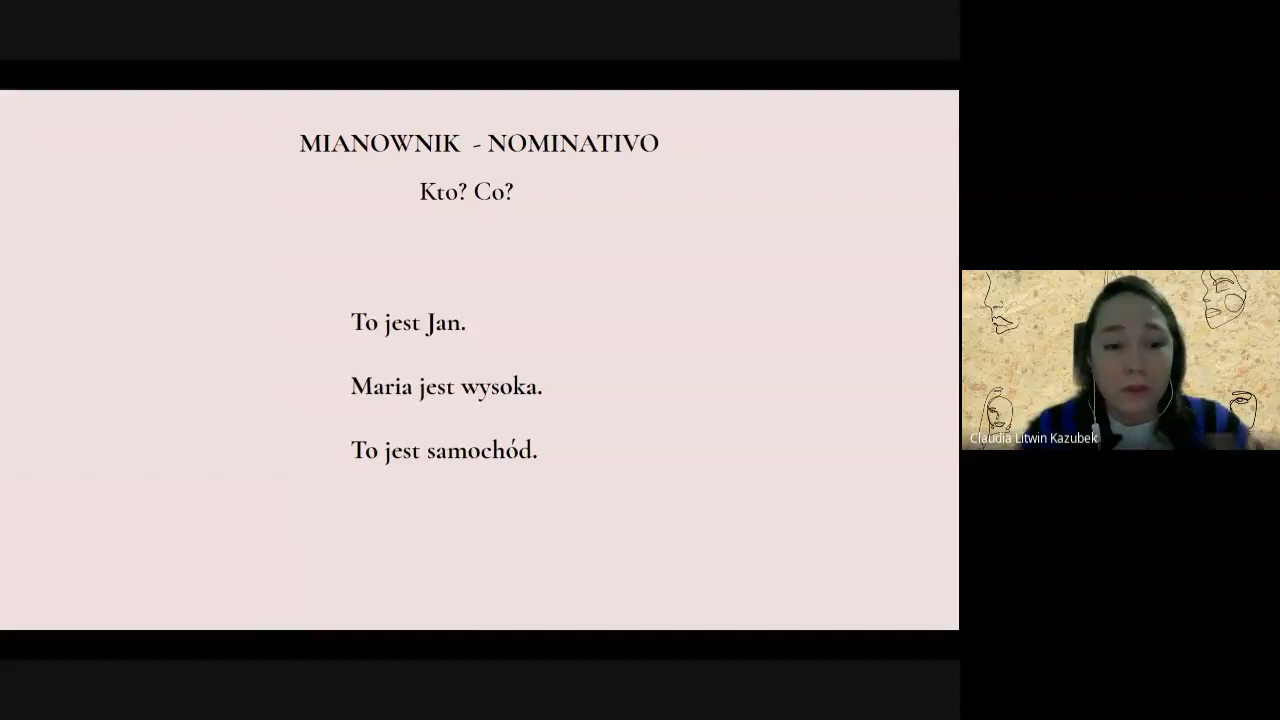 MIANOWNIK - NOMINATIVO
Kto? Co?
To jest Jan.
Maria jest wysoka.
To jest samochód.
Claudia Litwin Kazubek